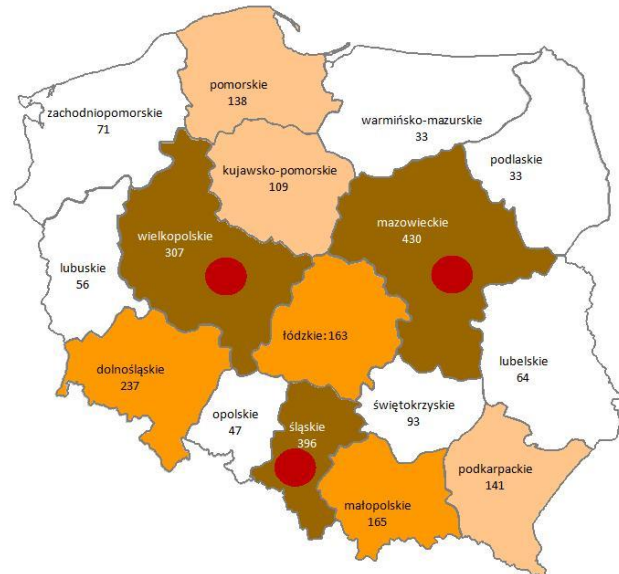 pomorskie
138
zachodniopomorskie
71
warmińsko-mazurskie
33
podlaskie
33
kujawsko-pomorskie
109
wielkopolskie
307
mazowieckie
430
lubuskie
56
łódzkie:163
dolnośląskie
237
lubelskie
64
opolskie
47
śląskie
396
świętokrzyskie
93
podkarpackie
141
małopolskie
165